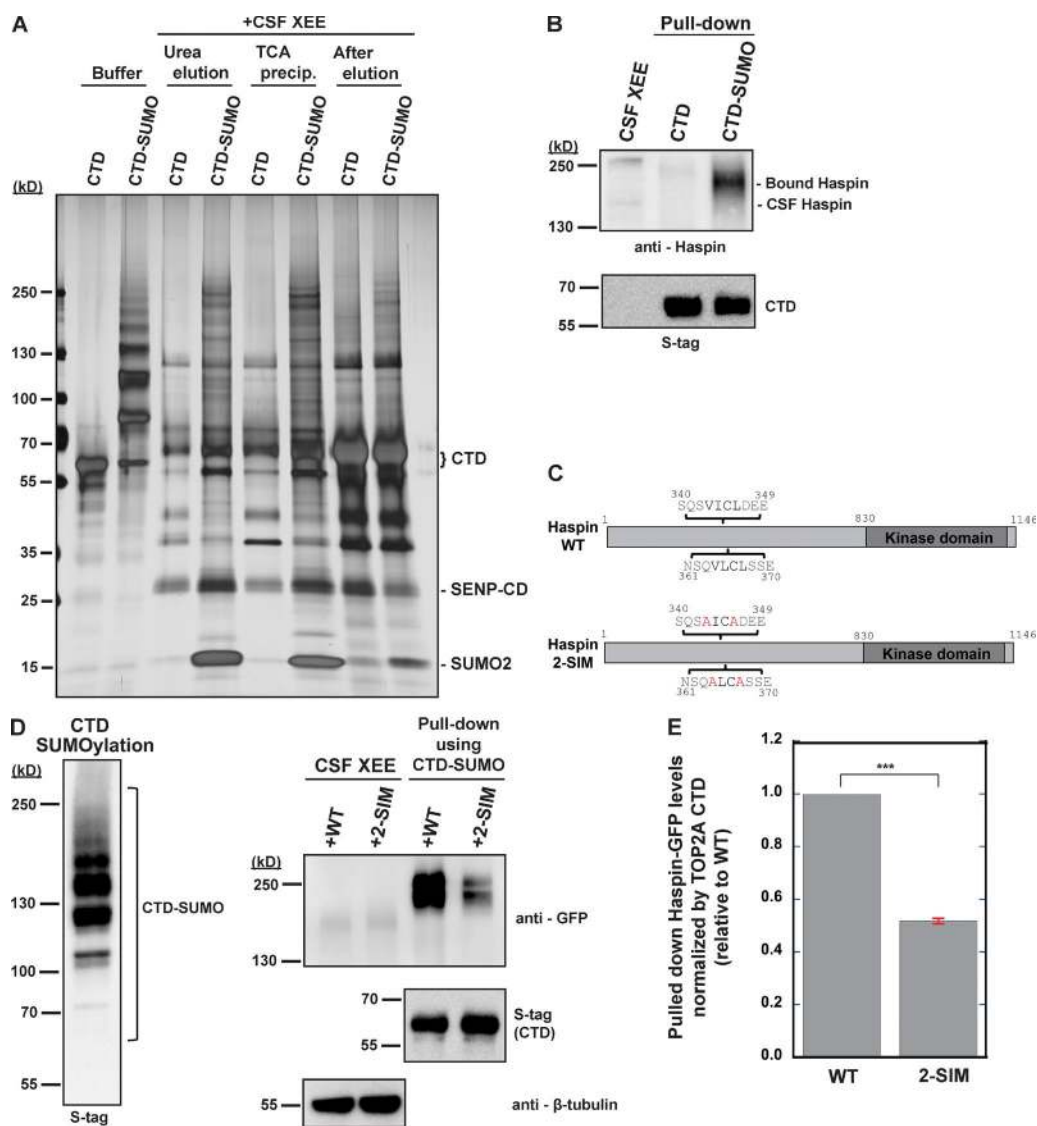 A
+CSF XEE
Urea elution
TCA precip.
After elution
Buffer
CTD
CTD-SUMO
CTD
CTD-SUMO
CTD
CTD-SUMO
CTD
CTD-SUMO
(kD)
250
130
100
70
55
35
25
15
} CTD
- SENP-CD
- SUMO2
B
Pull-down
CSF XEE
CTD
CTD-SUMO
(kD)
250
130
- Bound Haspin
- CSF Haspin
anti - Haspin
70
55
CTD
S-tag
C
340 349
SQSVICLDEE
1 830 1146
Haspin WT
Kinase domain
NSQVLCLSSE
361 370
340 349
SQSAICADEE
1 830 1146
Haspin 2-SIM
Kinase domain
NSQALCASSE
361 370
D
CTD
SUMOylation
(kD)
250
130
100
70
55
CTD-SUMO
S-tag
Pull-down
using
CTD-SUMO
CSF XEE
+WT
+2-SIM
+WT
+2-SIM
(kD)
250
130
anti - GFP
70
55
S-tag
(CTD)
55
anti - β-tubulin
E
Pulled down Haspin-GFP levels
normalized by TOP2A CTD
(relative to WT)
1.2
1.0
0.8
0.6
0.4
0.2
0.0
***
WT
2-SIM